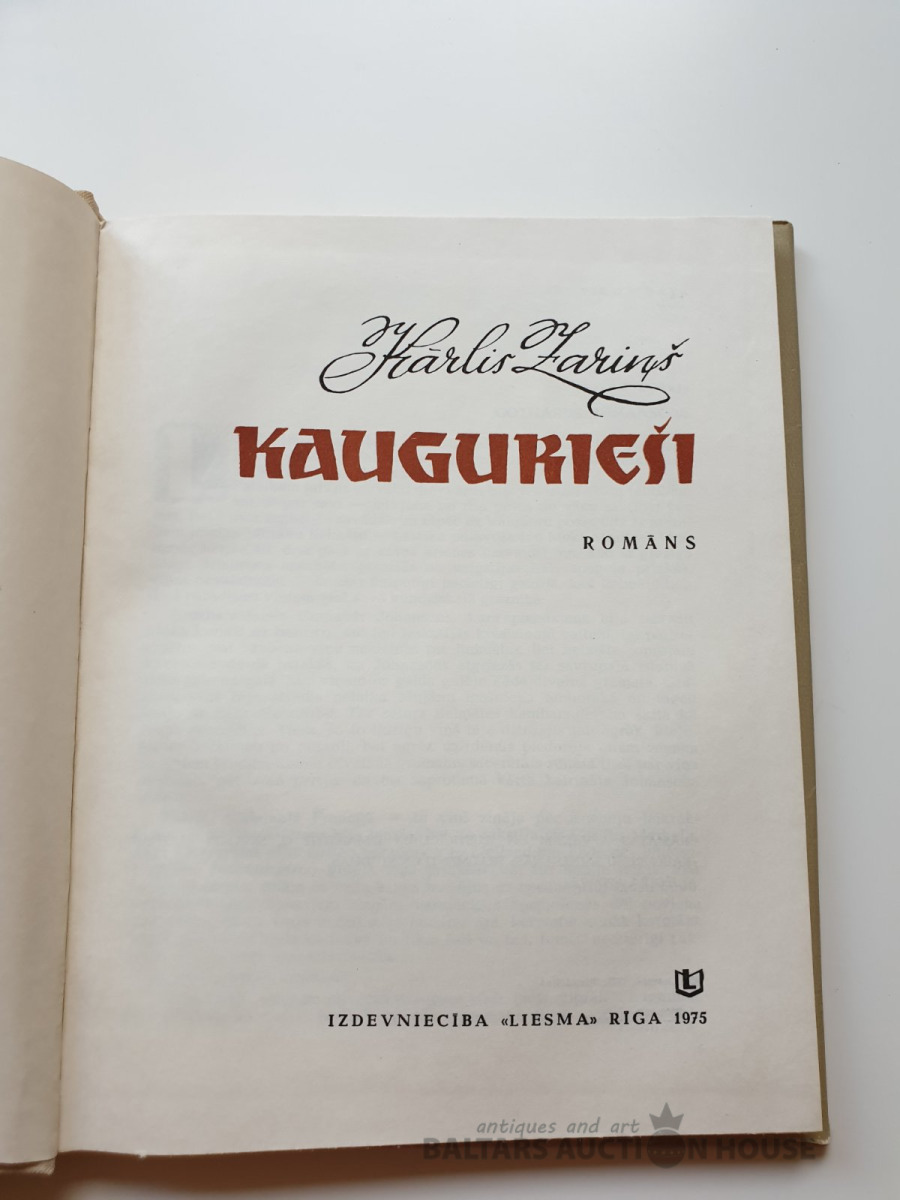 Kārlis Zariņš
KAUGURIEŠI
ROMĀNS
L
IZDEVNIECĪBA «LIESMA» RĪGA 1975
antiques and art
BALTARS AUCTION HOUSE